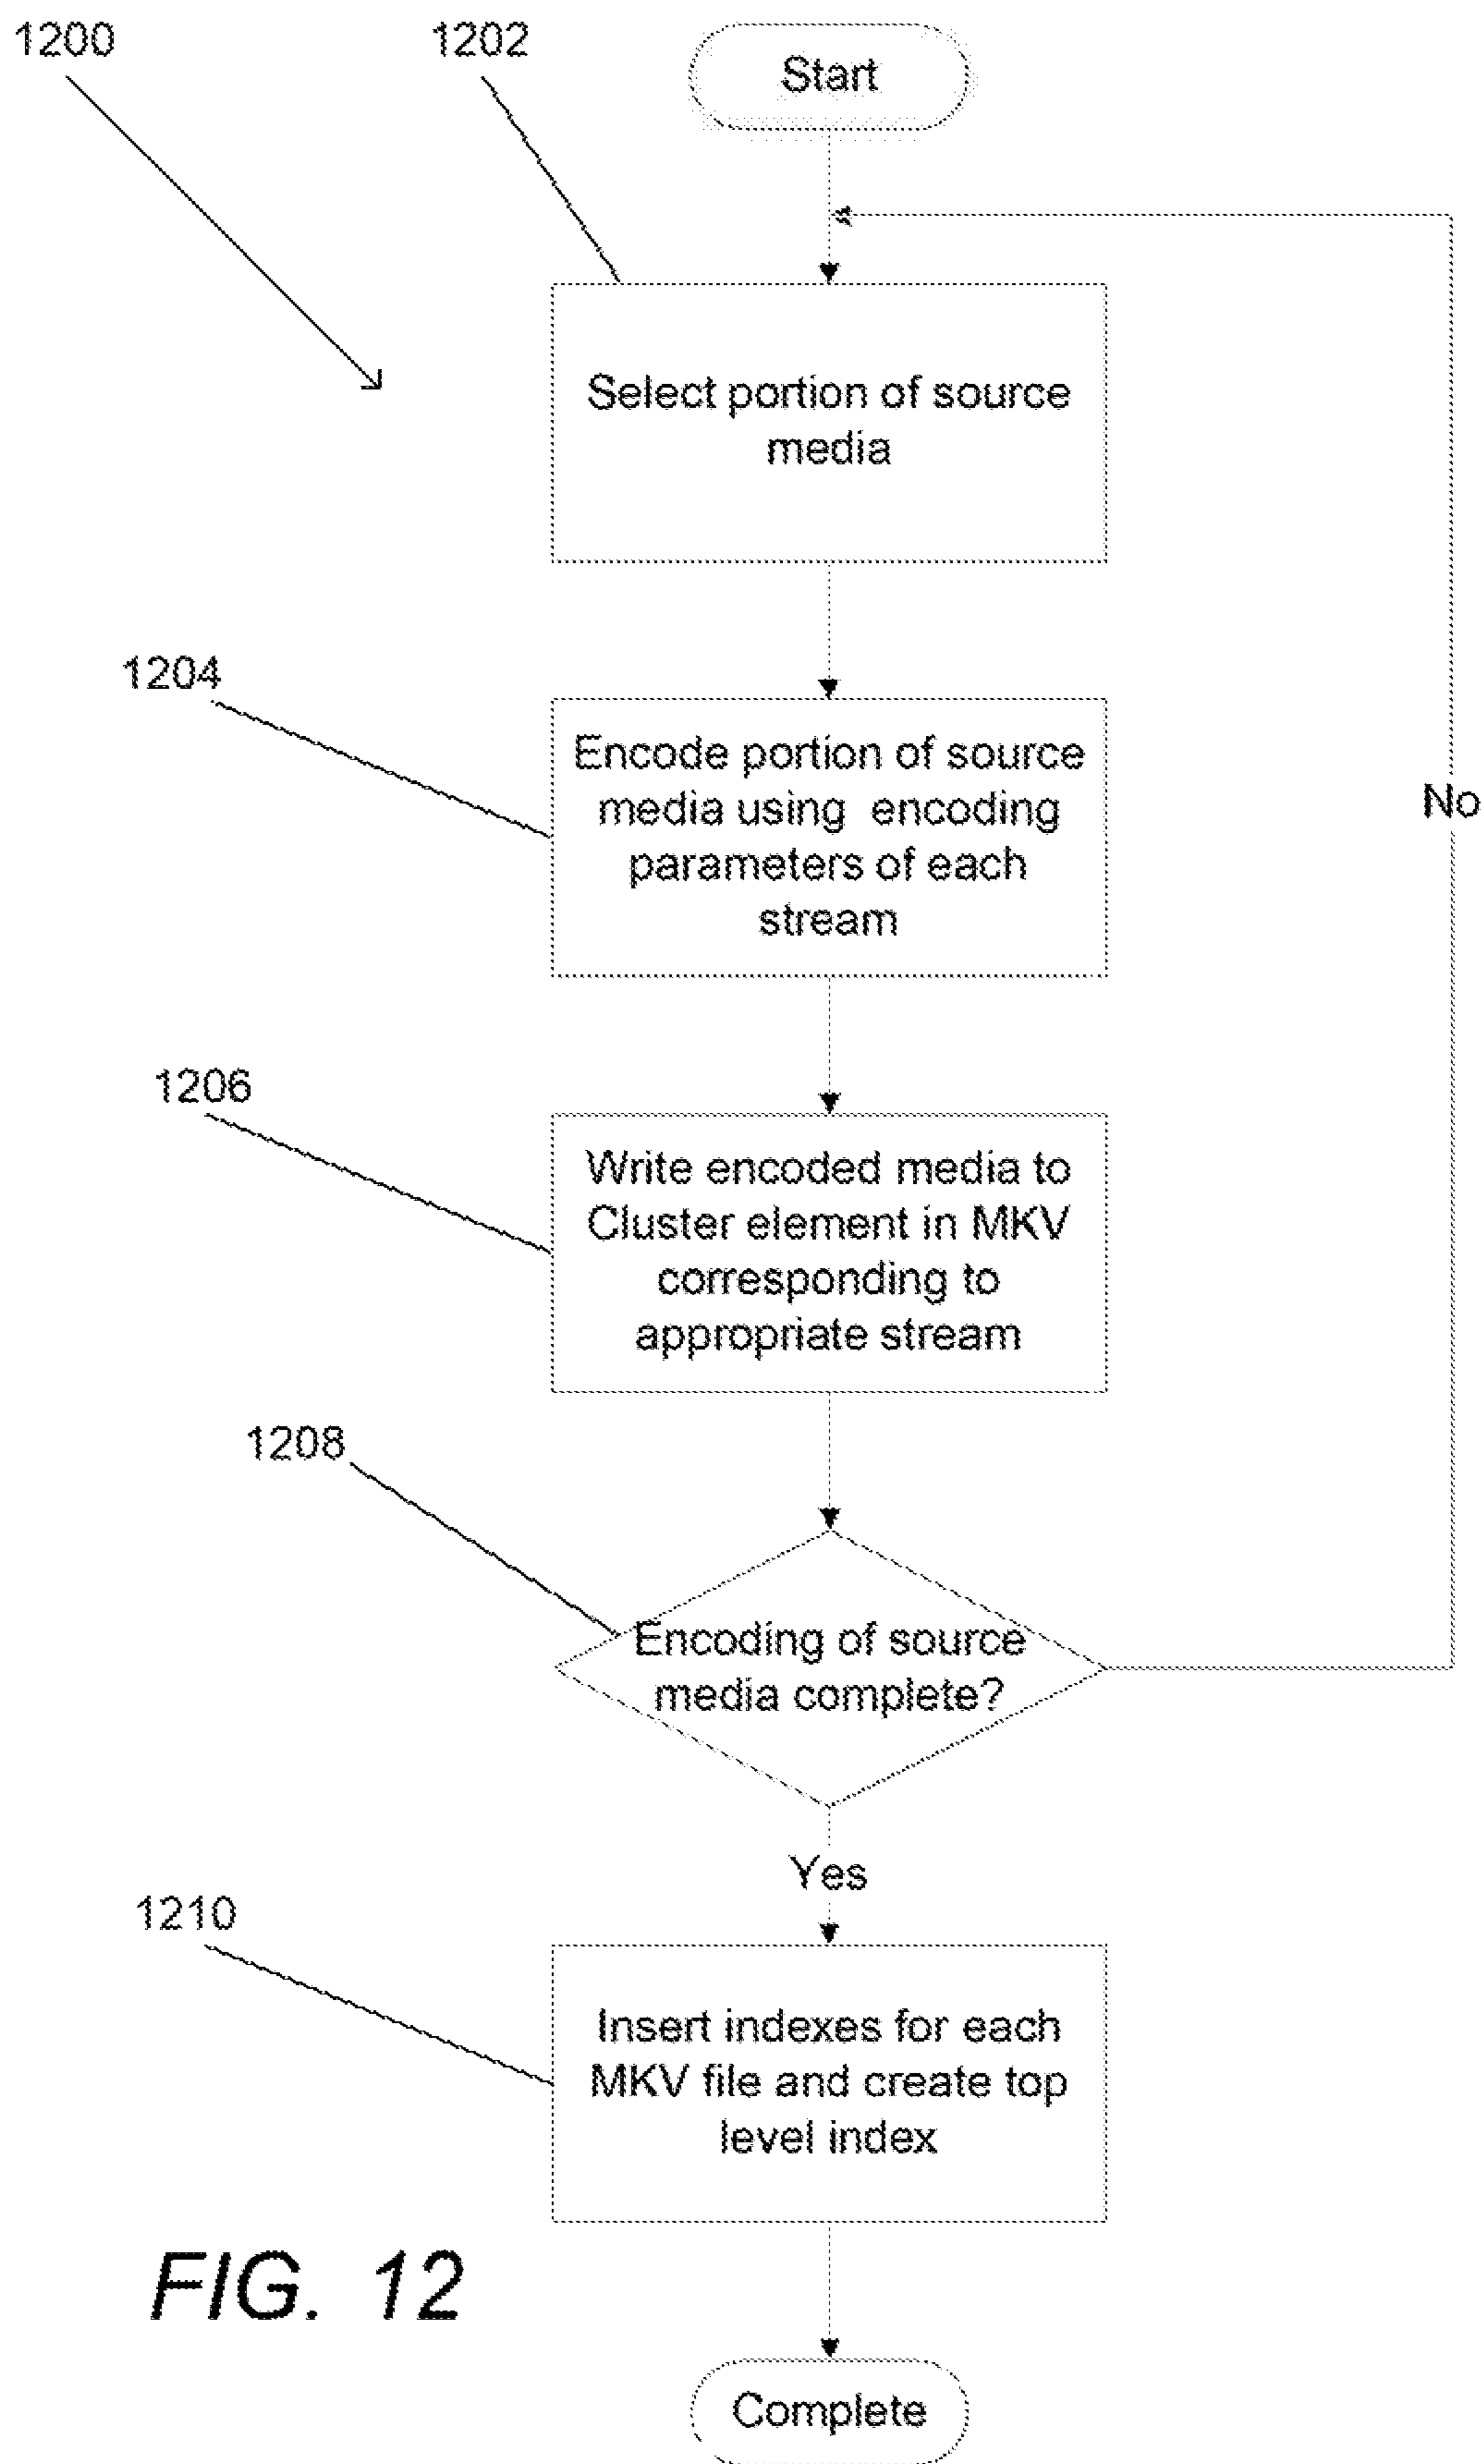 1200
1202
Start
Select portion of source
media
1204
Encode portion of source
media using encoding
parameters of each
stream
No
1206
Write encoded media to
Cluster element in MKV
corresponding to
appropriate stream
1208
Encoding of source
media complete?
Yes
1210
Insert indexes for each
MKV file and create top
level index
FIG. 12
Complete